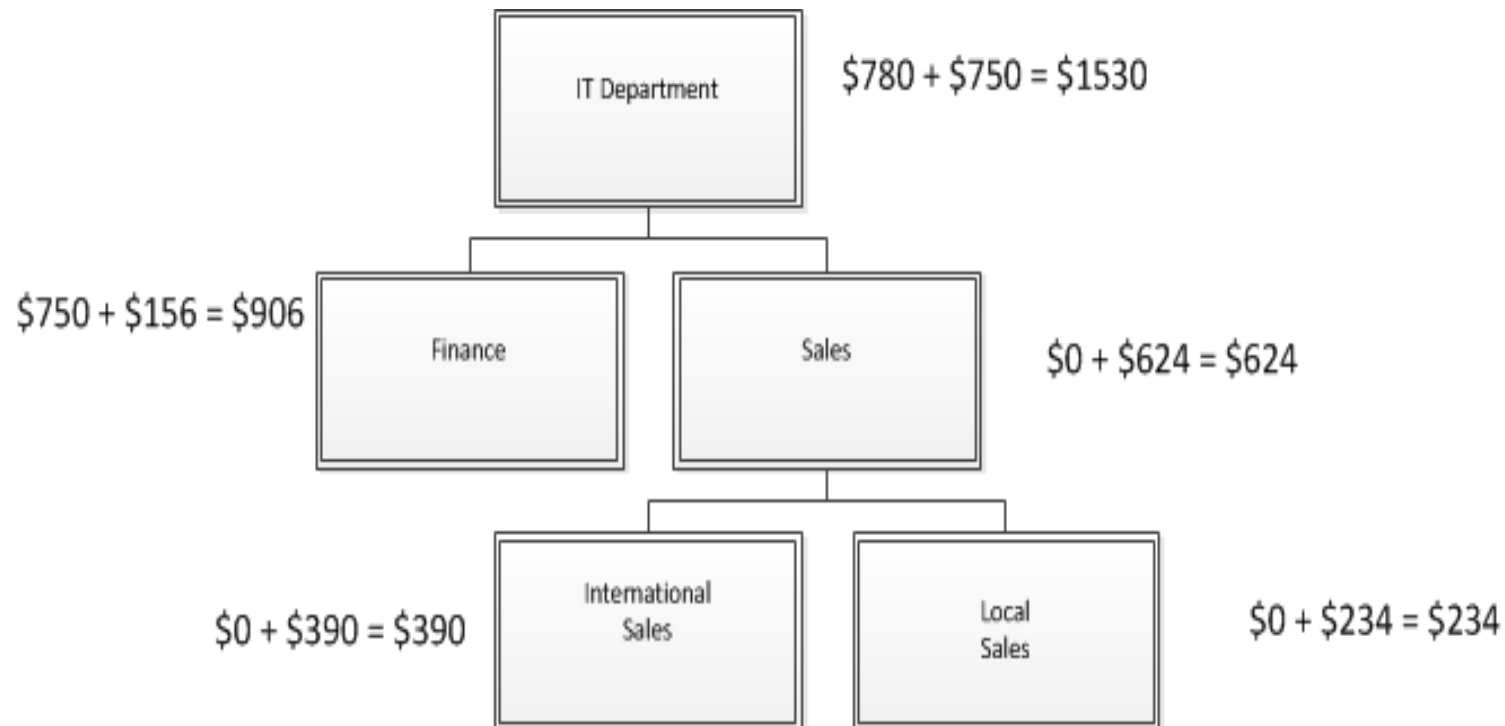 IT Department
$780 + $750 = $1530
$750 + $156 = $906
Finance
Sales
$0 + $624 = $624
$0 + $390 = $390
International
Sales
Local
Sales
$0 + $234 = $234